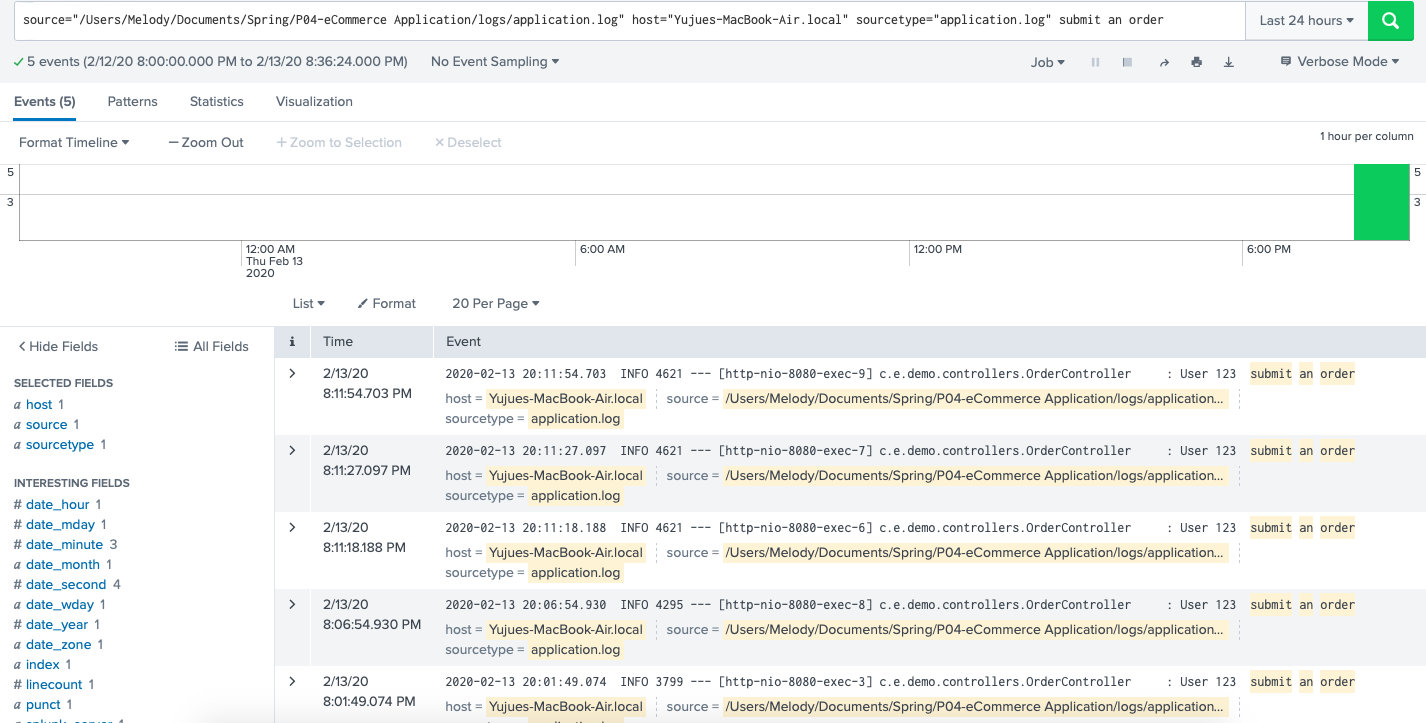 source="/Users/Melody/Documents/Spring/P04-eCommerce Application/logs/application.log" host="Yujues-MacBook-Air.local" sourcetype="application.log" submit an order
Last 24 hours
5 events (2/12/20 8:00:00.000 PM to 2/13/20 8:36:24.000 PM)
No Event Sampling
Job
Verbose Mode
Events (5)
Patterns
Statistics
Visualization
Format Timeline
— Zoom Out
+ Zoom to Selection
× Deselect
1 hour per column
5
5
3
3
12:00 AM
Thu Feb 13
2020
6:00 AM
12:00 PM
6:00 PM
List
Format
20 Per Page
Hide Fields
All Fields
i
Time
Event
SELECTED FIELDS
a host 1
a source 1
a sourcetype 1
INTERESTING FIELDS
# date_hour 1
# date_mday 1
# date_minute 3
a date_month 1
# date_second 4
a date_wday 1
# date_year 1
a date_zone 1
a index 1
# linecount 1
a punct 1
a splunk_server 1
2/13/20
8:11:54.703 PM
2020-02-13 20:11:54.703 INFO 4621 --- [http-nio-8080-exec-9] c.e.demo.controllers.OrderController : User 123 submit an order
host = Yujues-MacBook-Air.local source = /Users/Melody/Documents/Spring/P04-eCommerce Application/logs/application...
sourcetype = application.log
2/13/20
8:11:27.097 PM
2020-02-13 20:11:27.097 INFO 4621 --- [http-nio-8080-exec-7] c.e.demo.controllers.OrderController : User 123 submit an order
host = Yujues-MacBook-Air.local source = /Users/Melody/Documents/Spring/P04-eCommerce Application/logs/application...
sourcetype = application.log
2/13/20
8:11:18.188 PM
2020-02-13 20:11:18.188 INFO 4621 --- [http-nio-8080-exec-6] c.e.demo.controllers.OrderController : User 123 submit an order
host = Yujues-MacBook-Air.local source = /Users/Melody/Documents/Spring/P04-eCommerce Application/logs/application...
sourcetype = application.log
2/13/20
8:06:54.930 PM
2020-02-13 20:06:54.930 INFO 4295 --- [http-nio-8080-exec-8] c.e.demo.controllers.OrderController : User 123 submit an order
host = Yujues-MacBook-Air.local source = /Users/Melody/Documents/Spring/P04-eCommerce Application/logs/application...
sourcetype = application.log
2/13/20
8:01:49.074 PM
2020-02-13 20:01:49.074 INFO 3799 --- [http-nio-8080-exec-3] c.e.demo.controllers.OrderController : User 123 submit an order
host = Yujues-MacBook-Air.local source = /Users/Melody/Documents/Spring/P04-eCommerce Application/logs/application...